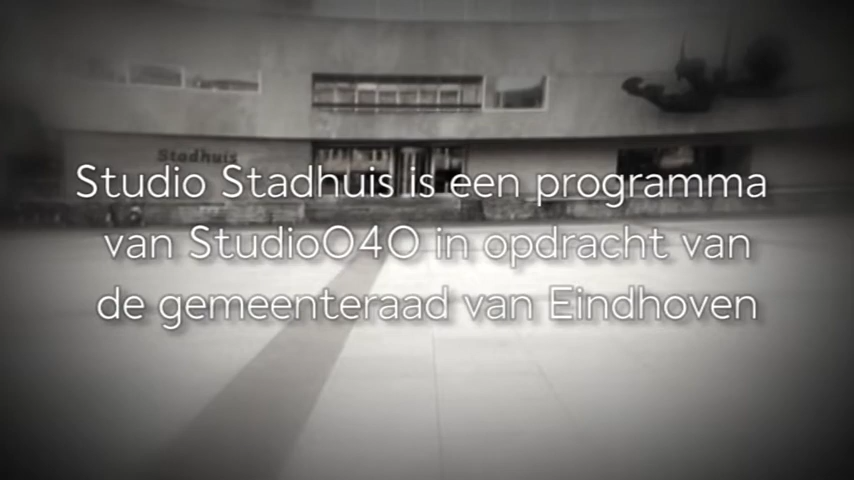 Stadhuis
Studio Stadhuis is een programma
van Studio040 in opdracht van
de gemeenteraad van Eindhoven